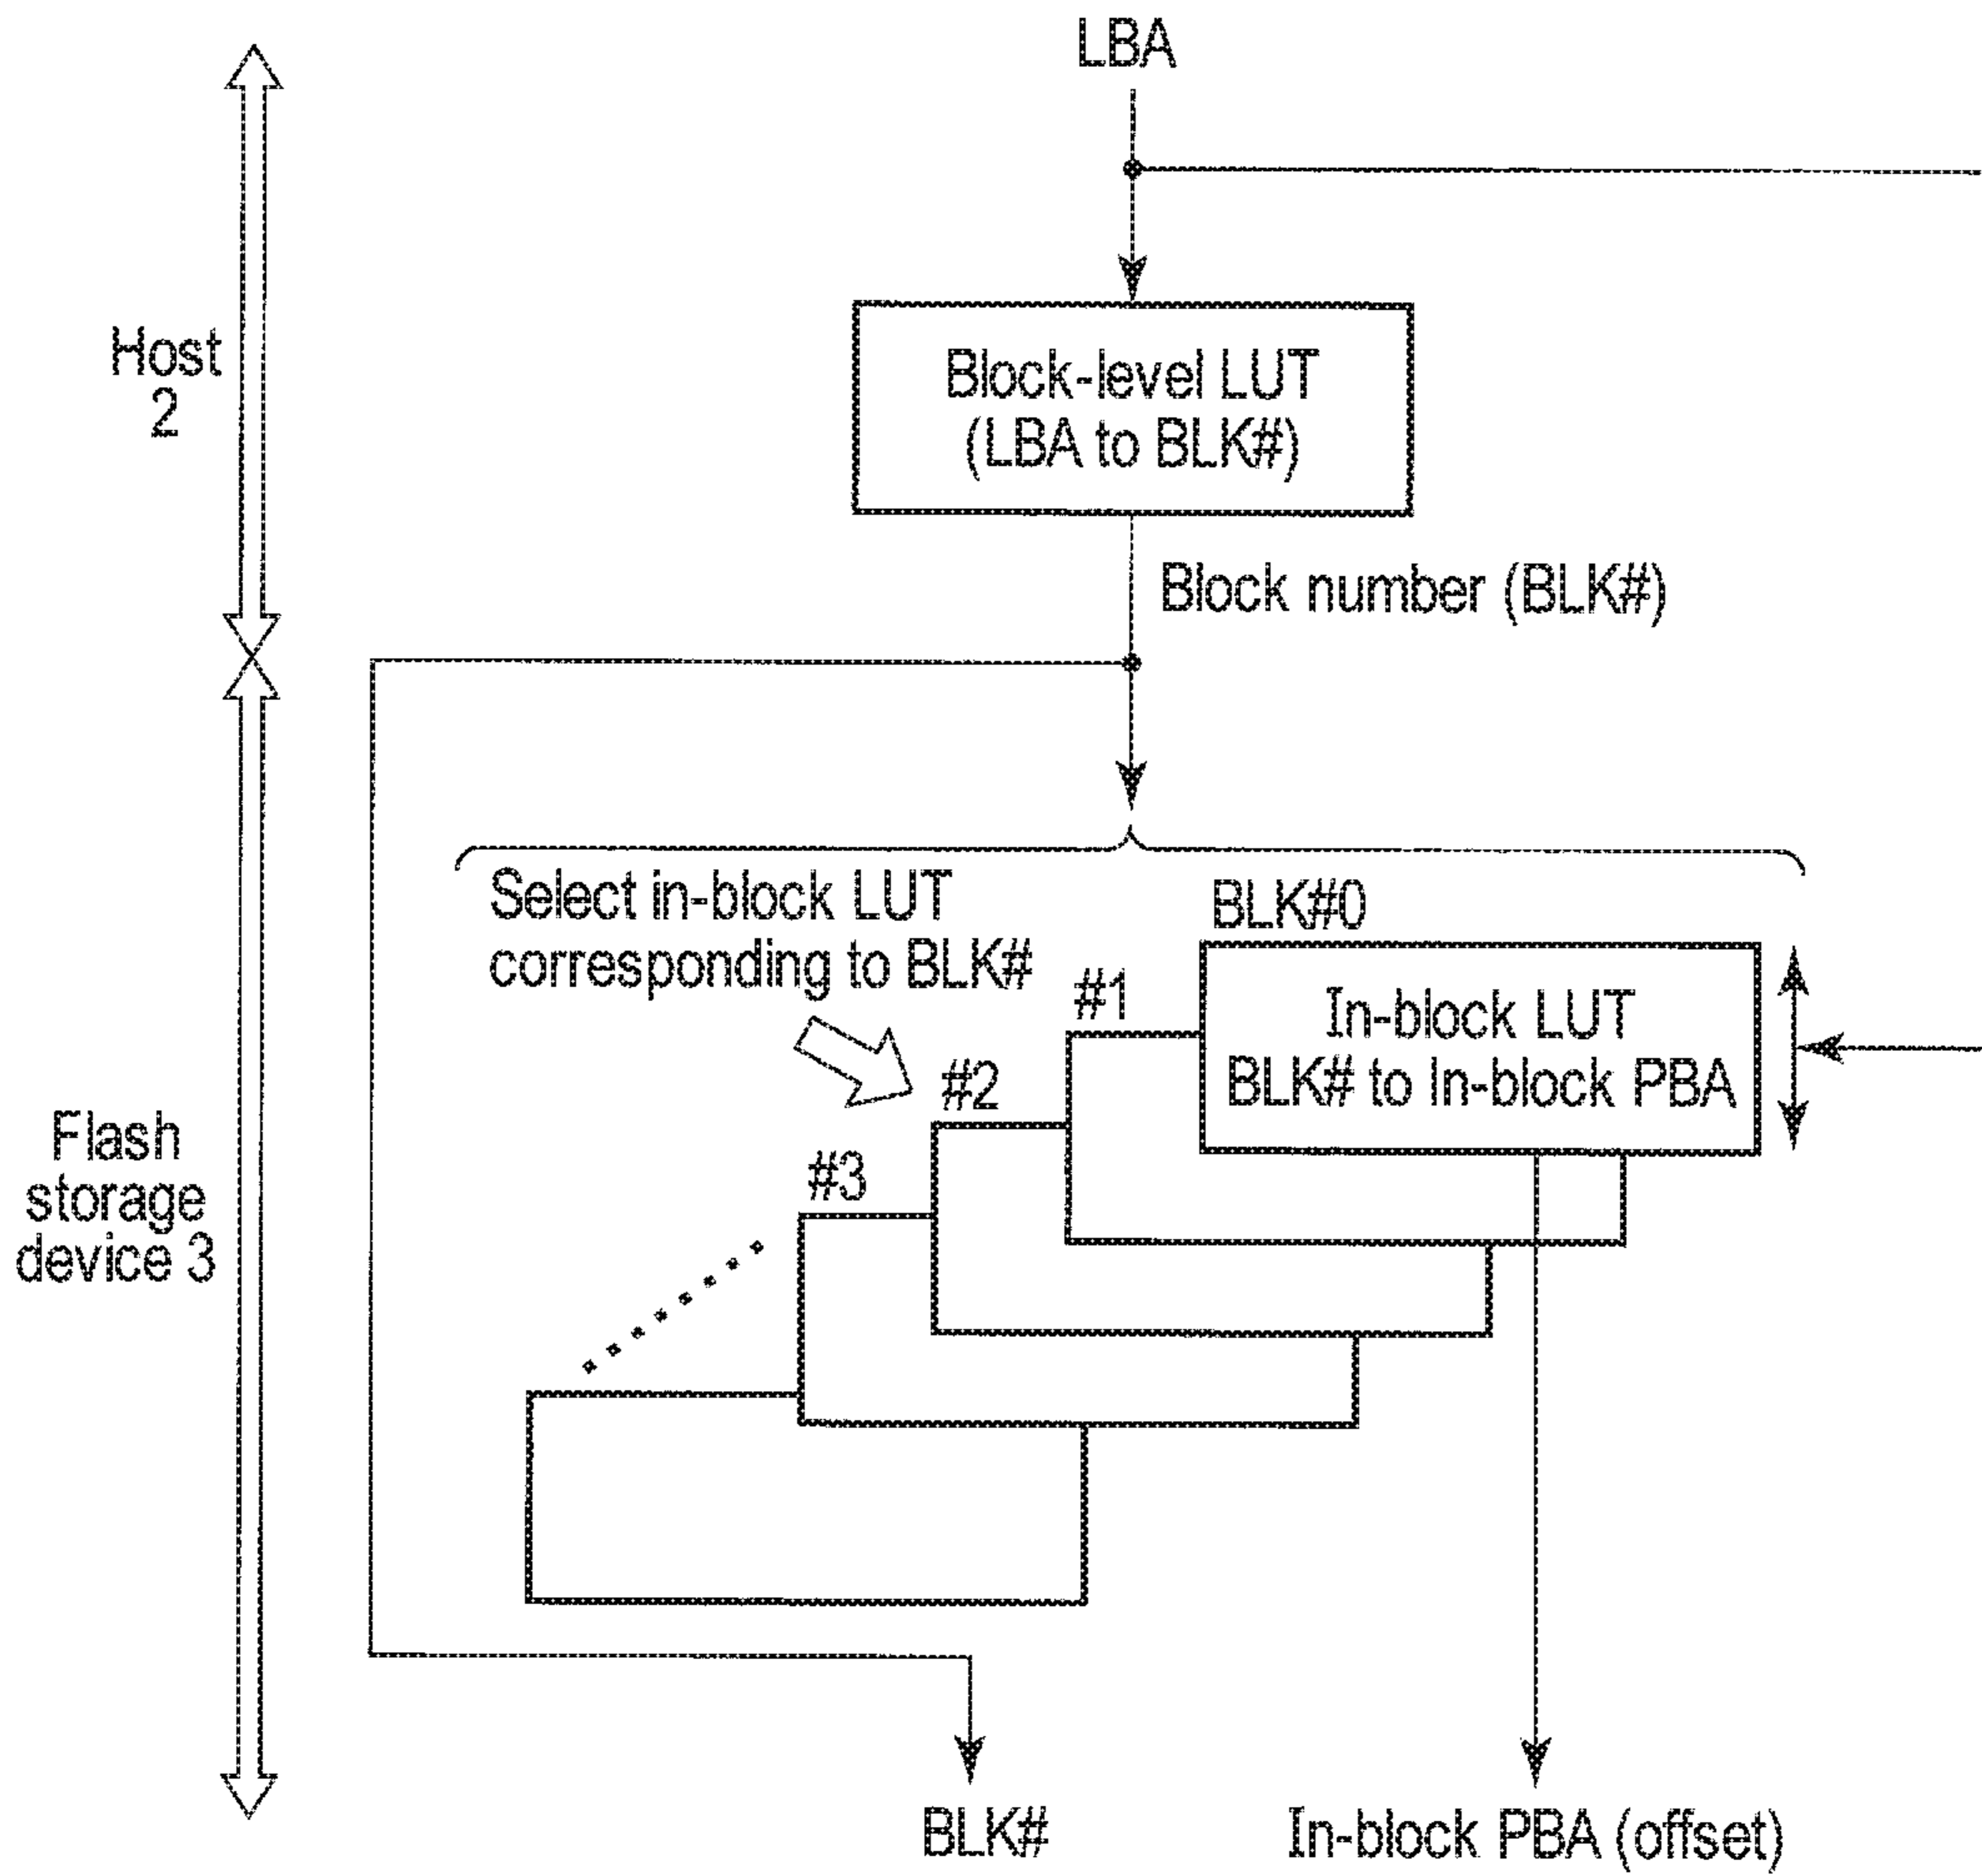 LBA
Host
2
Block-level LUT
(LBA to BLK#)
Block number (BLK#)
Select in-block LUT
corresponding to BLK#
BLK#0
In-block LUT
BLK# to In-block PBA
#1
#2
#3
Flash
storage
device 3
BLK#
In-block PBA (offset)